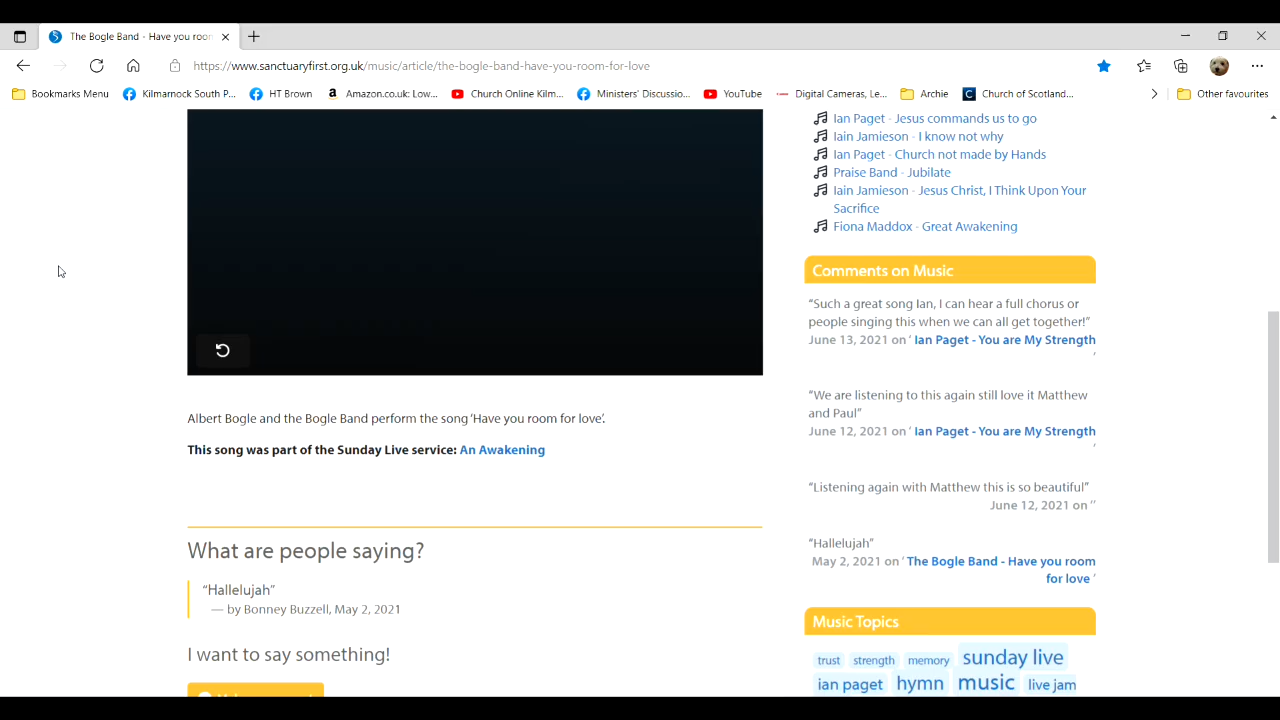 The Bogle Band - Have you roor
https://www.sanctuaryfirst.org.uk/music/article/the-bogle-band-have-you-room-for-love
Bookmarks Menu
Kilmarnock South P...
HT Brown
Amazon.co.uk: Low...
Church Online Kilm...
Ministers' Discussio...
YouTube
Digital Cameras, Le...
Archie
Church of Scotland...
Other favourites
Albert Bogle and the Bogle Band perform the song 'Have you room for love'.
This song was part of the Sunday Live service: An Awakening
What are people saying?
“Hallelujah”
— by Bonney Buzzell, May 2, 2021
I want to say something!
Ian Paget - Jesus commands us to go
Iain Jamieson - I know not why
Ian Paget - Church not made by Hands
Praise Band - Jubilate
Iain Jamieson - Jesus Christ, I Think Upon Your
Sacrifice
Fiona Maddox - Great Awakening
Comments on Music
“Such a great song Ian, I can hear a full chorus or
people singing this when we can all get together!”
June 13, 2021 on ‘ Ian Paget - You are My Strength
’
“We are listening to this again still love it Matthew
and Paul”
June 12, 2021 on ‘ Ian Paget - You are My Strength
’
“Listening again with Matthew this is so beautiful”
June 12, 2021 on ‘’
“Hallelujah”
May 2, 2021 on ‘ The Bogle Band - Have you room
for love ’
Music Topics
trust strength memory sunday live
ian paget hymn music live jam